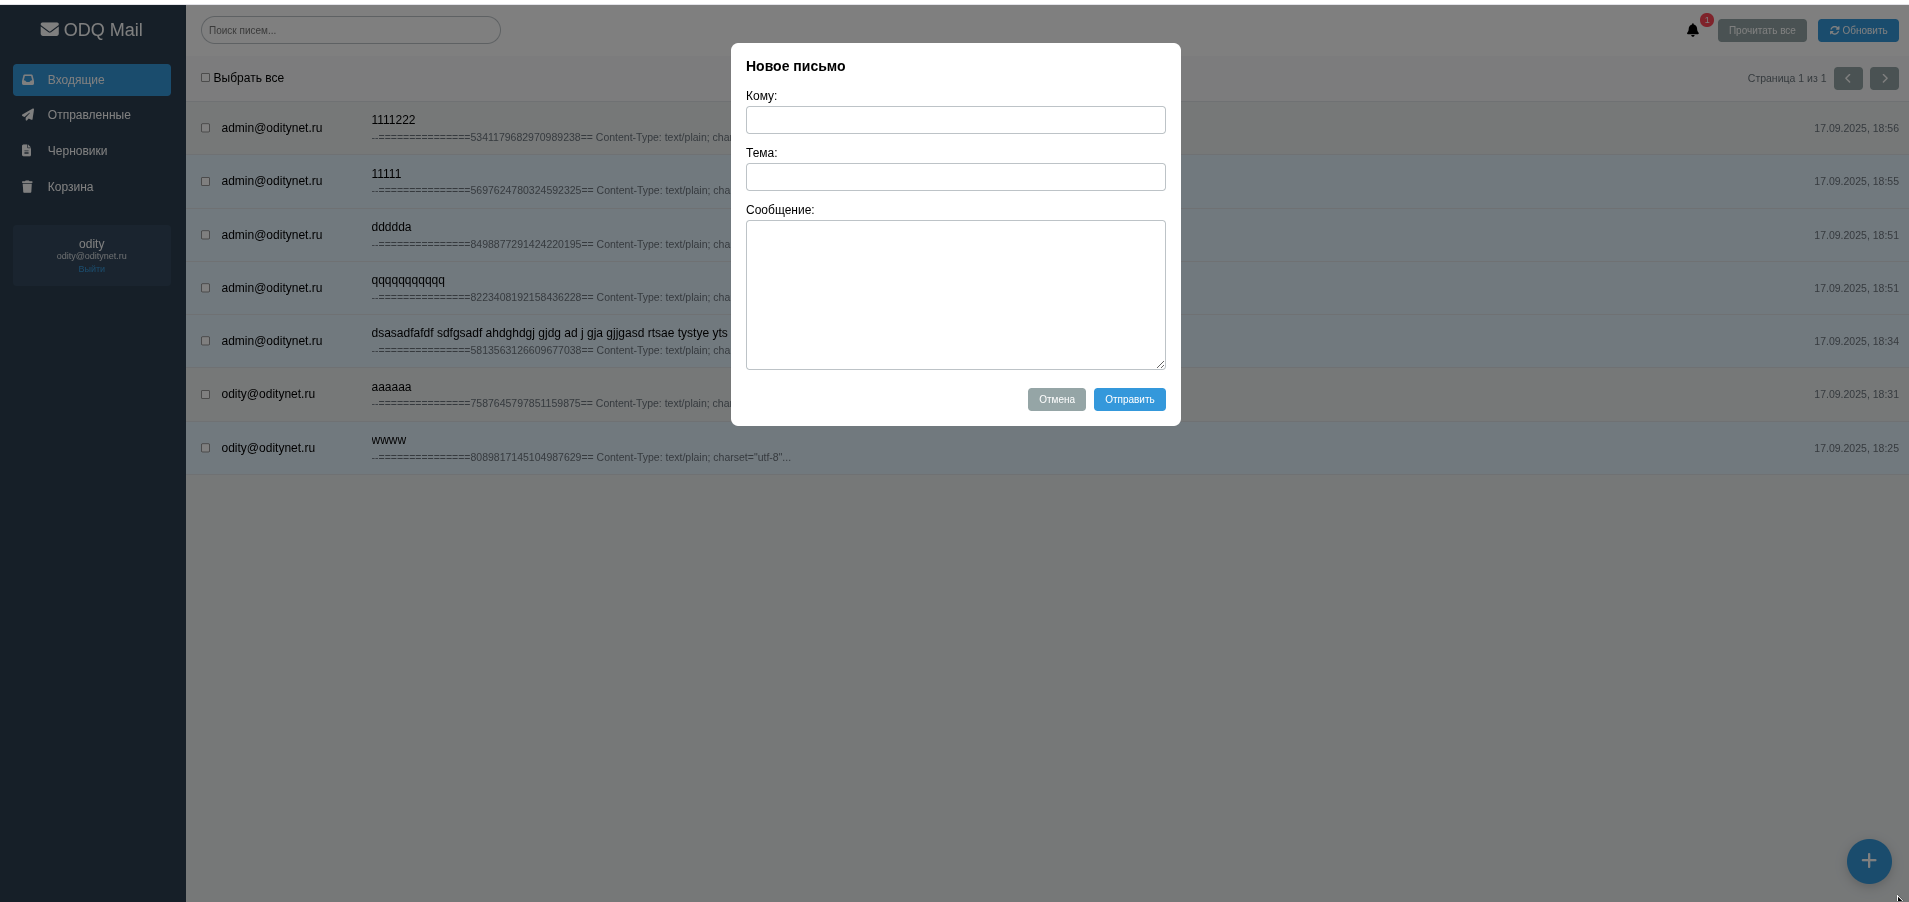 ODQ Mail
Поиск писем...
1
Прочитать все
Обновить
Входящие
Отправленные
Черновики
Корзина
odity
odity@oditynet.ru
Выйти
Выбрать все
Страница 1 из 1
admin@oditynet.ru
1111222
--===============5341179682970989238== Content-Type: text/plain; char
17.09.2025, 18:56
admin@oditynet.ru
11111
--===============5697624780324592325== Content-Type: text/plain; cha
17.09.2025, 18:55
admin@oditynet.ru
ddddda
--===============8498877291424220195== Content-Type: text/plain; cha
17.09.2025, 18:51
admin@oditynet.ru
qqqqqqqqqqq
--===============8223408192158436228== Content-Type: text/plain; cha
17.09.2025, 18:51
admin@oditynet.ru
dsasadfafdf sdfgsadf ahdghdgj gjdg ad j gja gjjgasd rtsae tystye yts
--===============5813563126609677038== Content-Type: text/plain; cha
17.09.2025, 18:34
odity@oditynet.ru
aaaaaa
--===============7587645797851159875== Content-Type: text/plain; char
17.09.2025, 18:31
odity@oditynet.ru
wwww
--===============8089817145104987629== Content-Type: text/plain; charset="utf-8"...
17.09.2025, 18:25
Новое письмо
Кому:
Тема:
Сообщение:
Отмена
Отправить